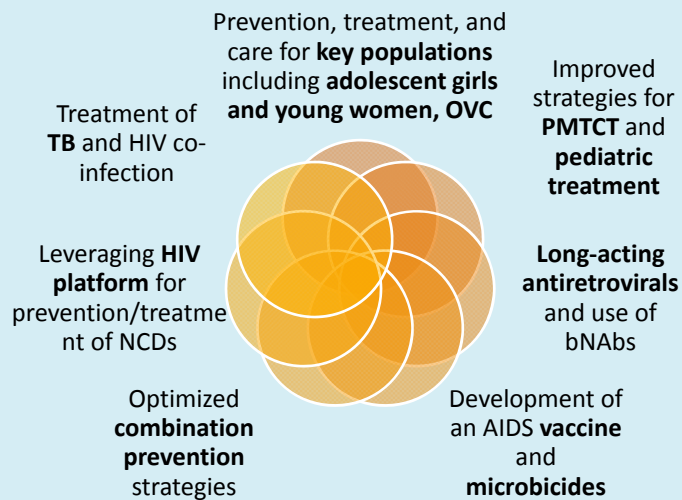 Prevention, treatment, and
care for key populations
including adolescent girls
and young women, OVC
Improved
strategies for
PMTCT and
pediatric
treatment
Long-acting
antiretrovirals
and use of
bNAbs
Development of
an AIDS vaccine
and
microbicides
Optimized
combination
prevention
strategies
Leveraging HIV
platform for
prevention/treatme
nt of NCDs
Treatment of
TB and HIV co-
infection